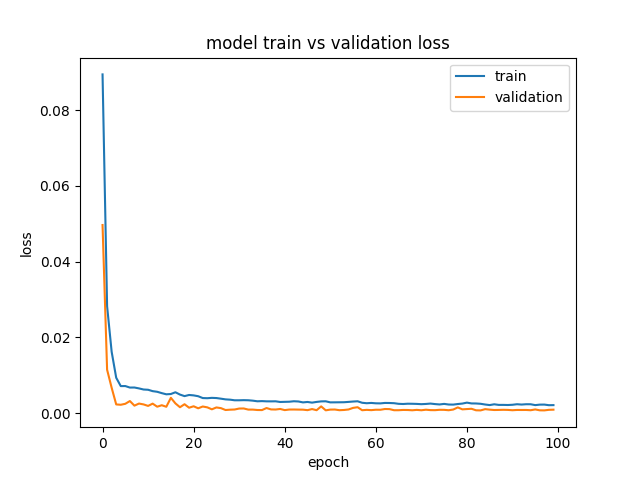 model train vs validation loss
train
validation
0.08
0.06
0.04
0.02
0.00
loss
0 20 40 60 80 100
epoch